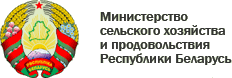 Министерство
сельского хозяйства
и продовольствия
Республики Беларусь